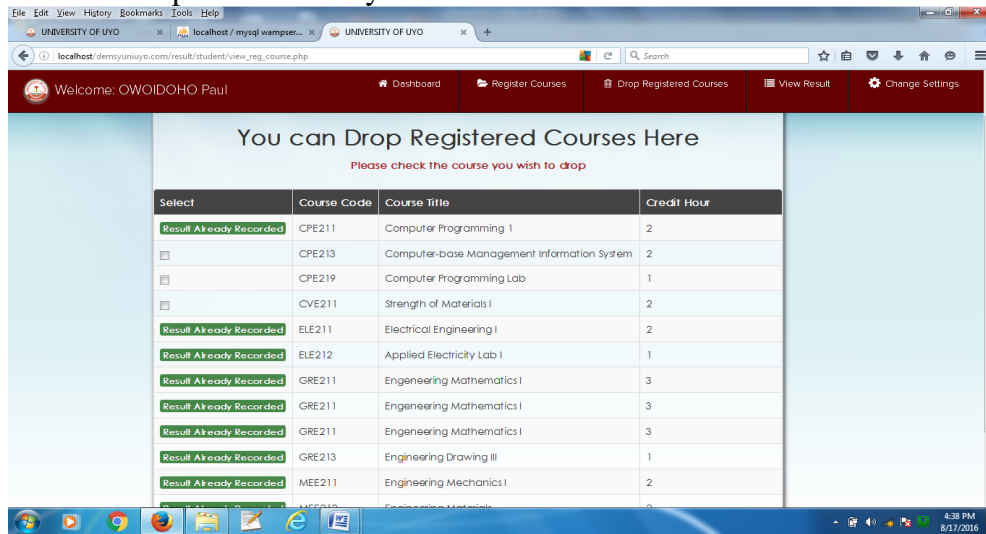 File Edit View History Bookmarks Tools Help
UNIVERSITY OF UYO × localhost / mysql wampser... × UNIVERSITY OF UYO × +
localhost/demsyuniuyo.com/result/student/view_reg_course.php Search
Welcome: OWOIDOHO Paul Dashboard Register Courses Drop Registered Courses View Result Change Settings
You can Drop Registered Courses Here
Please check the course you wish to drop
Select Course Code Course Title Credit Hour
Result Already Recorded CPE211 Computer Programming 1 2
CPE213 Computer-base Management Information System 2
CPE219 Computer Programming Lab 1
CVE211 Strength of Materials I 2
Result Already Recorded ELE211 Electrical Engineering I 2
Result Already Recorded ELE212 Applied Electricity Lab I 1
Result Already Recorded GRE211 Engeneering Mathematics I 3
Result Already Recorded GRE211 Engeneering Mathematics I 3
Result Already Recorded GRE211 Engeneering Mathematics I 3
Result Already Recorded GRE213 Engineering Drawing III 1
Result Already Recorded MEE211 Engineering Mechanics I 2
Engineering Materials 2
4:38 PM
8/17/2016